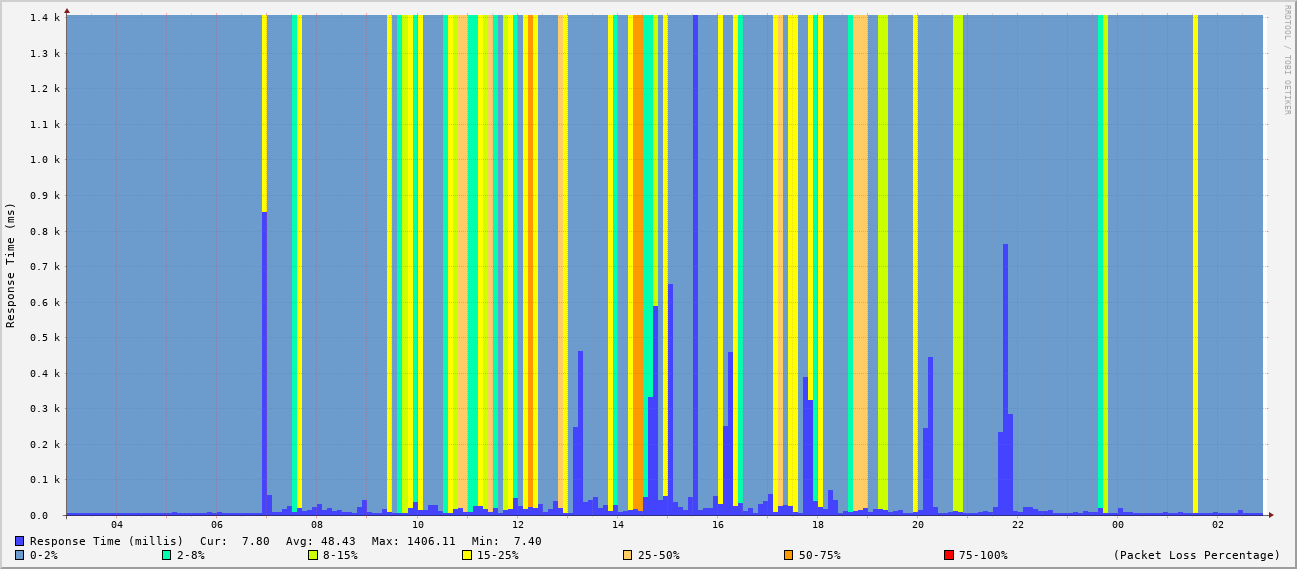 1.4 k
1.3 k
1.2 k
1.1 k
1.0 k
0.9 k
0.8 k
0.7 k
0.6 k
0.5 k
0.4 k
0.3 k
0.2 k
0.1 k
0.0
Response Time (ms)
RRDTOOL / TOBI OETIKER
04 06 08 10 12 14 16 18 20 22 00 02
Response Time (millis) Cur: 7.80 Avg: 48.43 Max: 1406.11 Min: 7.40
0-2% 2-8% 8-15% 15-25% 25-50% 50-75% 75-100% (Packet Loss Percentage)